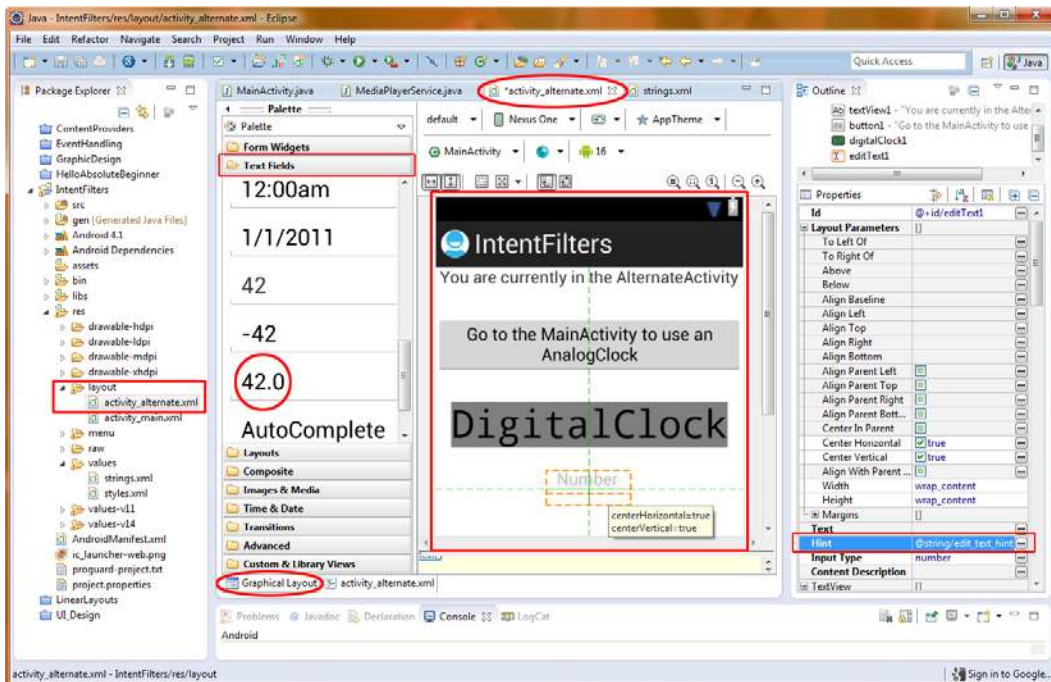 Java - IntentFilters/res/layout/activity_alternate.xml - Eclipse
File Edit Refactor Navigate Search Project Run Window Help
Quick Access
Java
Package Explorer
ContentProviders
EventHandling
GraphicDesign
HelloAbsoluteBeginner
IntentFilters
src
gen [Generated Java Files]
Android 4.1
Android Dependencies
assets
bin
libs
res
drawable-hdpi
drawable-ldpi
drawable-mdpi
drawable-xhdpi
layout
activity_alternate.xml
activity_main.xml
menu
raw
values
strings.xml
styles.xml
values-v11
values-v14
AndroidManifest.xml
ic_launcher-web.png
proguard-project.txt
project.properties
LinearLayouts
UI_Design
MainActivity.java
MediaPlayerService.java
*activity_alternate.xml
strings.xml
Palette
Palette
Form Widgets
Text Fields
12:00am
1/1/2011
42
-42
42.0
AutoComplete
Layouts
Composite
Images & Media
Time & Date
Transitions
Advanced
Custom & Library Views
default
Nexus One
AppTheme
MainActivity
16
IntentFilters
You are currently in the AlternateActivity
Go to the MainActivity to use an
AnalogClock
DigitalClock
Number
centerHorizontal=true
centerVertical=true
Graphical Layout
activity_alternate.xml
Outline
textView1 - "You are currently in the Alter
button1 - "Go to the MainActivity to use
digitalClock1
editText1
Properties
Id @+id/editText1
Layout Parameters []
To Left Of
To Right Of
Above
Below
Align Baseline
Align Left
Align Top
Align Right
Align Bottom
Align Parent Left
Align Parent Top
Align Parent Right
Align Parent Bott...
Center In Parent
Center Horizontal true
Center Vertical true
Align With Parent ...
Width wrap_content
Height wrap_content
Margins []
Text
Hint @string/edit_text_hint
Input Type number
Content Description
TextView []
Problems Javadoc Declaration Console LogCat
Android
activity_alternate.xml - IntentFilters/res/layout
Sign in to Google...